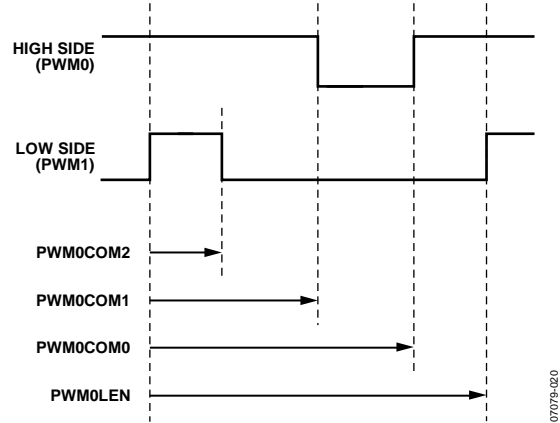 HIGH SIDE
(PWM0)
LOW SIDE
(PWM1)
PWM0COM2
PWM0COM1
PWM0COM0
PWM0LEN
07079-020